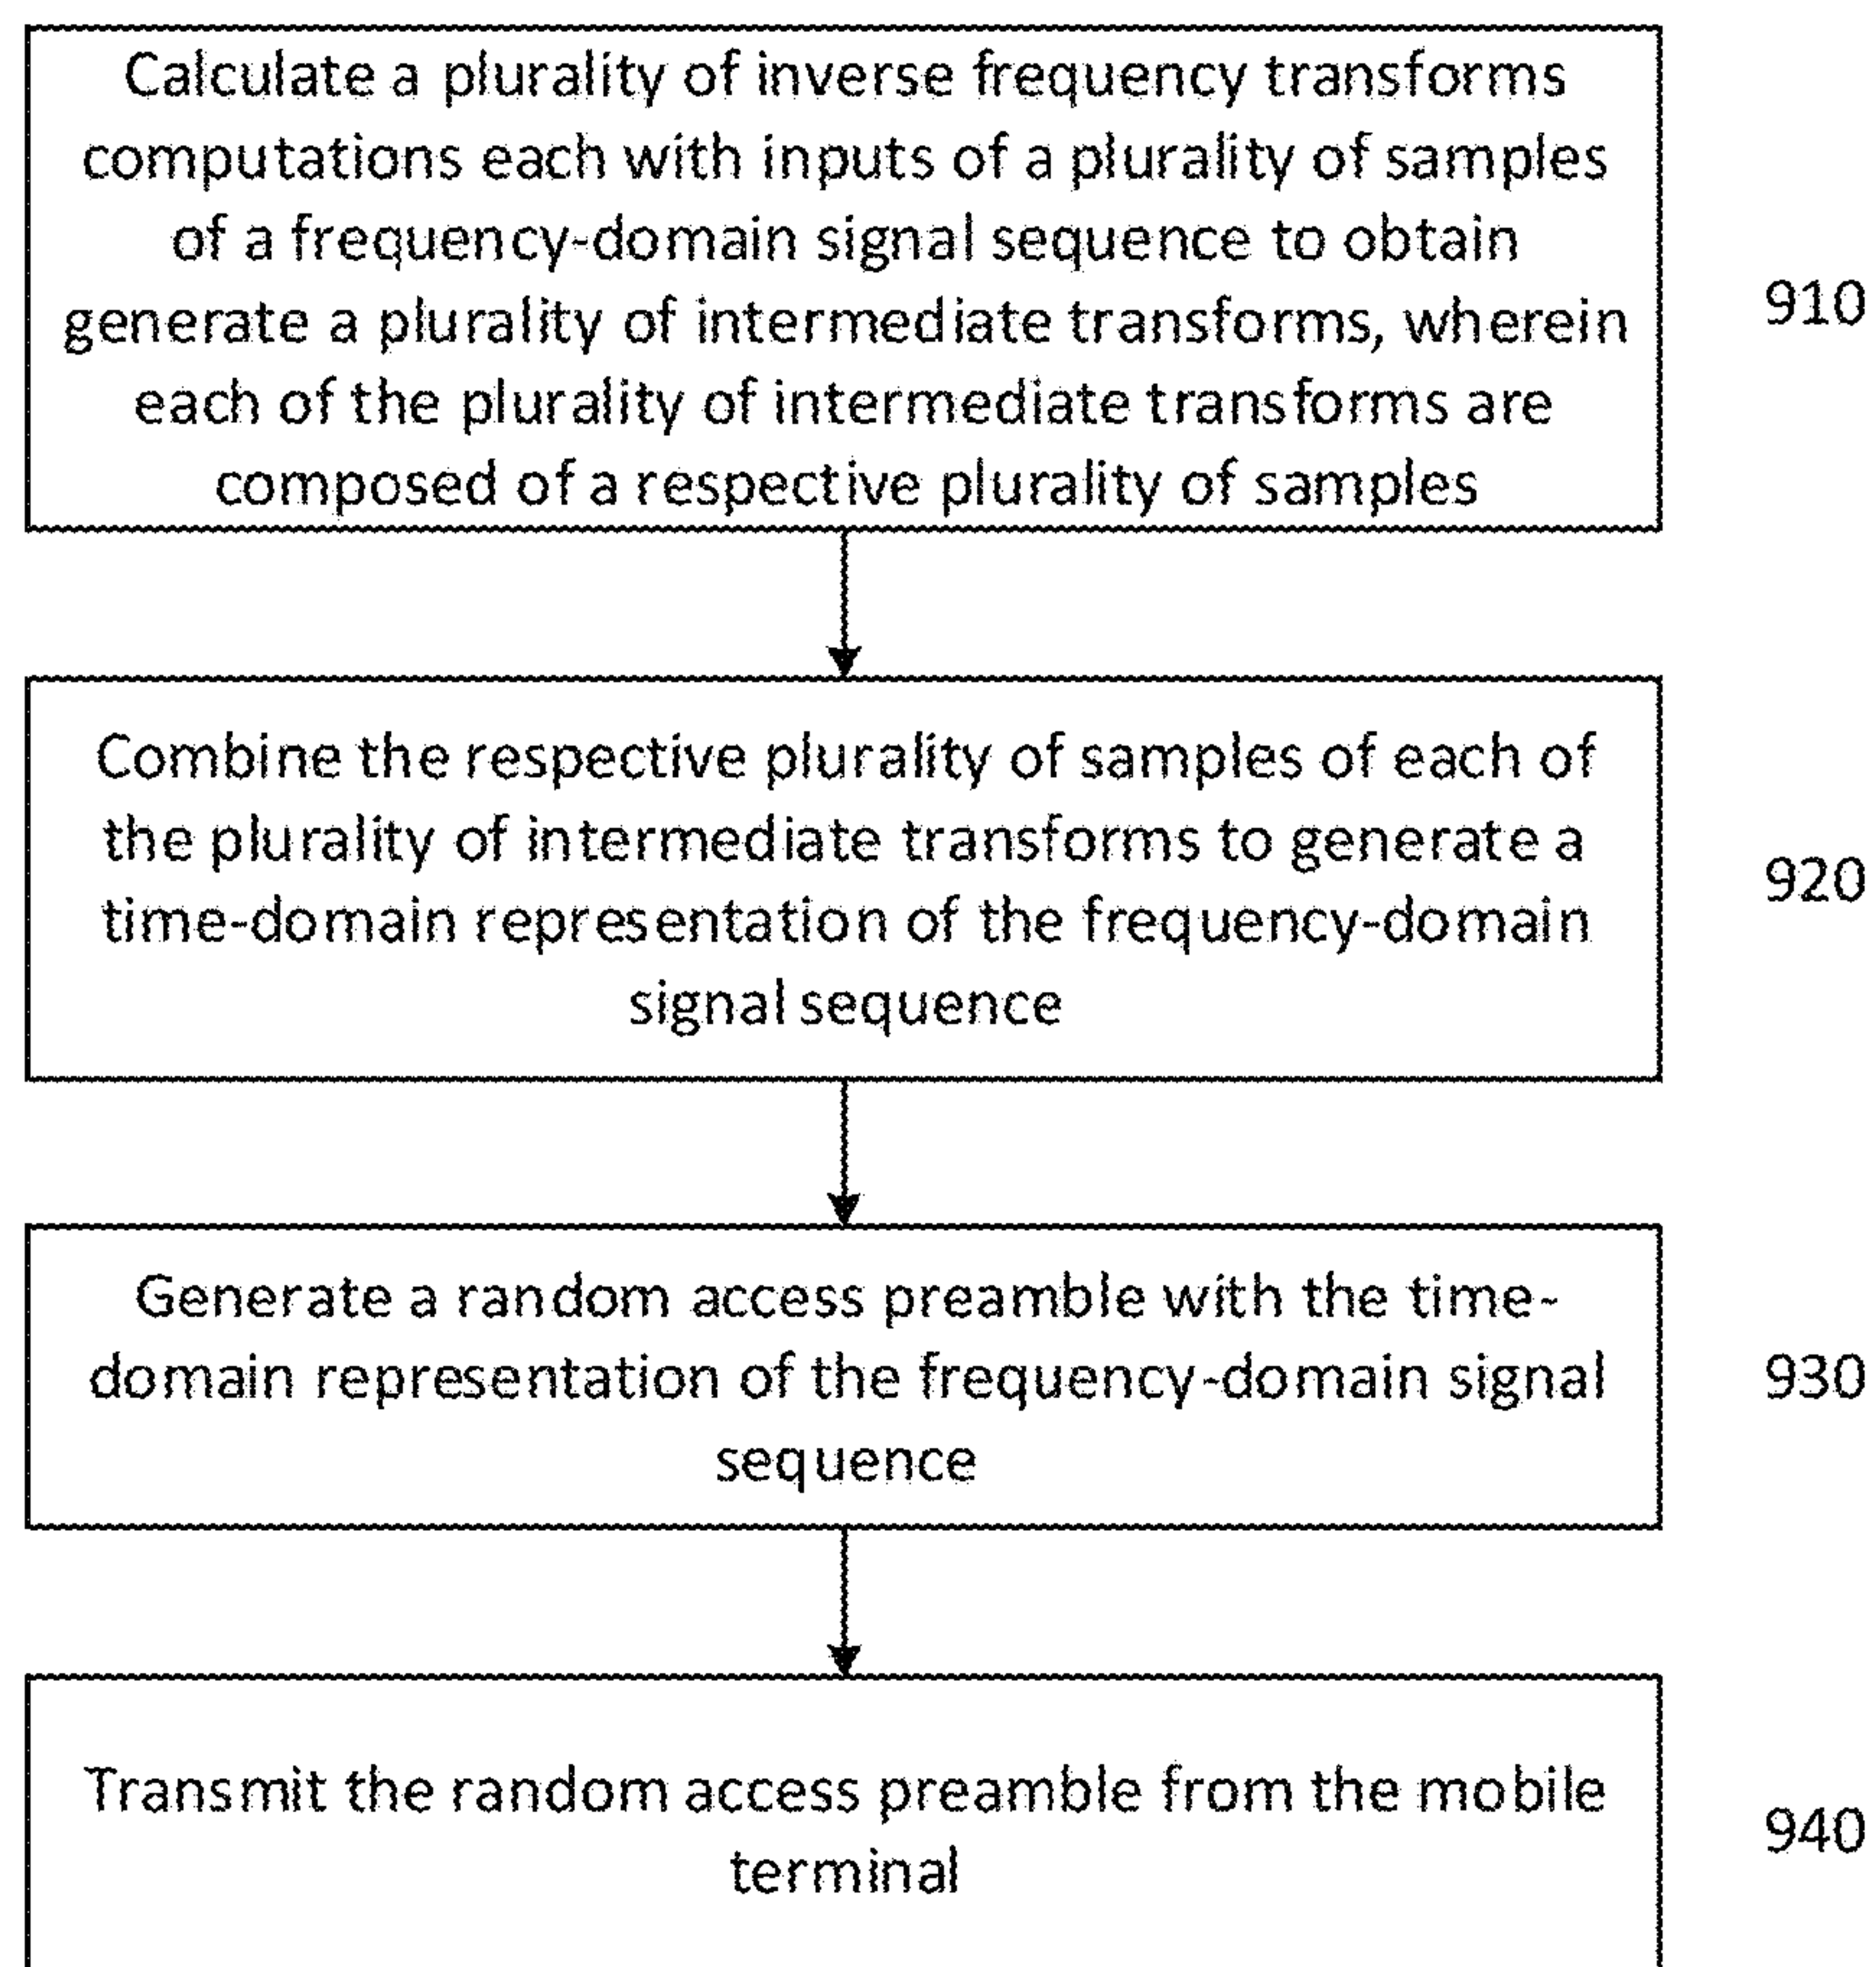 Calculate a plurality of inverse frequency transforms
computations each with inputs of a plurality of samples
of a frequency-domain signal sequence to obtain
generate a plurality of intermediate transforms, wherein
each of the plurality of intermediate transforms are
composed of a respective plurality of samples
910
Combine the respective plurality of samples of each of
the plurality of intermediate transforms to generate a
time-domain representation of the frequency-domain
signal sequence
920
Generate a random access preamble with the time-
domain representation of the frequency-domain signal
sequence
930
Transmit the random access preamble from the mobile
terminal
940